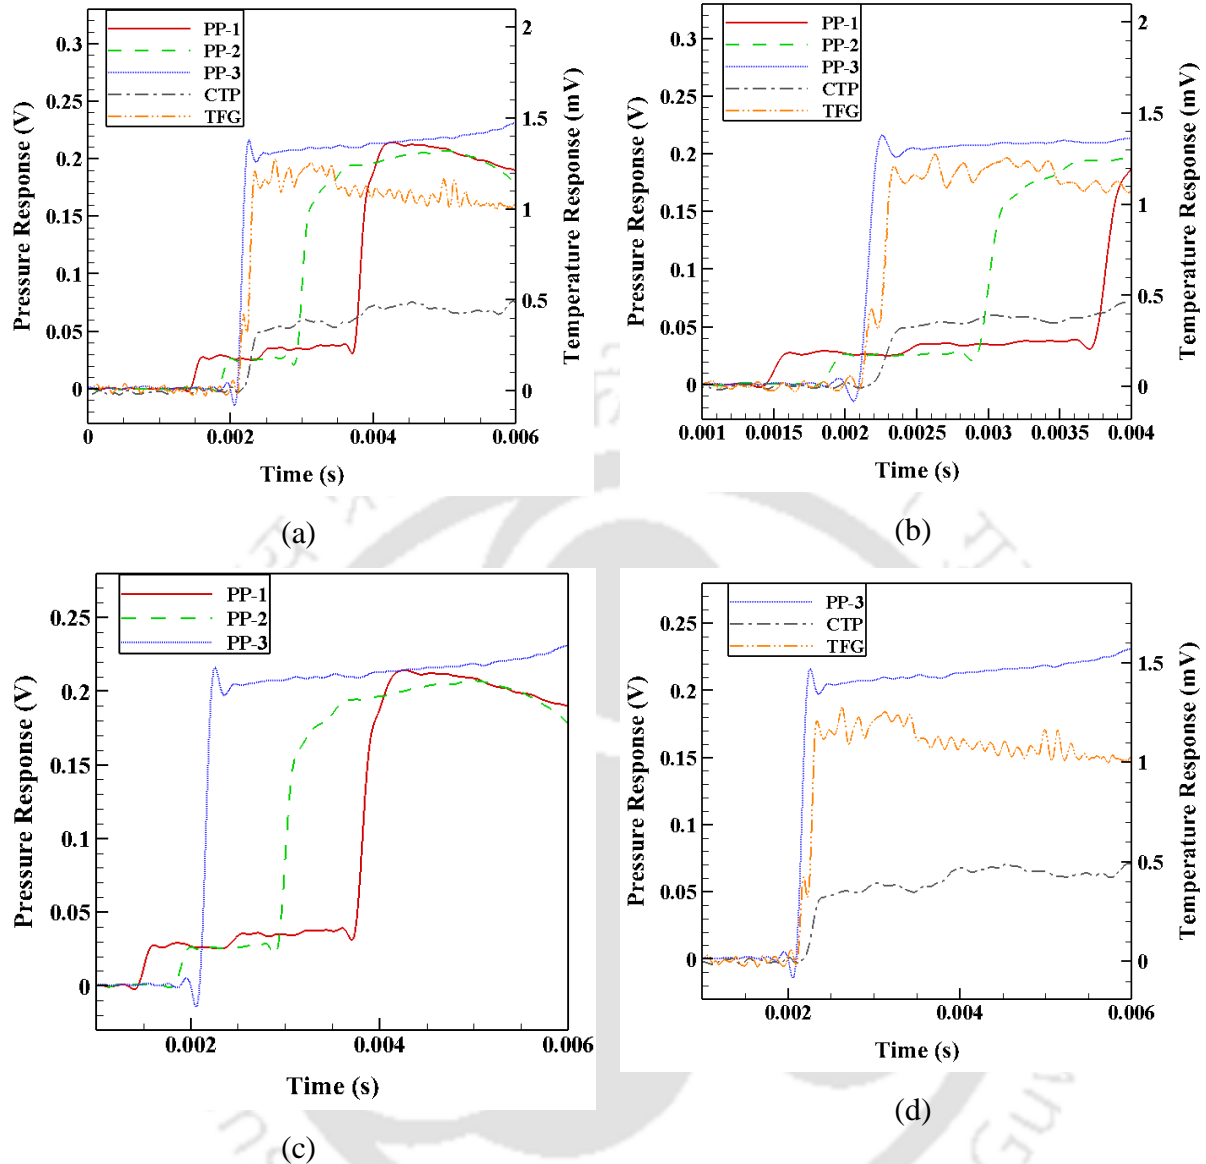 PP-1
PP-2
PP-3
CTP
TFG
Pressure Response (V)
0.3
0.25
0.2
0.15
0.1
0.05
0
2
1.5
1
0.5
0
Temperature Response (mV)
0 0.002 0.004 0.006
Time (s)
(a)
PP-1
PP-2
PP-3
CTP
TFG
Pressure Response (V)
0.3
0.25
0.2
0.15
0.1
0.05
0
2
1.5
1
0.5
0
Temperature Response (mV)
0.001 0.0015 0.002 0.0025 0.003 0.0035 0.004
Time (s)
(b)
PP-1
PP-2
PP-3
Pressure Response (V)
0.25
0.2
0.15
0.1
0.05
0
0.002 0.004 0.006
Time (s)
(c)
PP-3
CTP
TFG
Pressure Response (V)
0.25
0.2
0.15
0.1
0.05
0
1.5
1
0.5
0
Temperature Response (mV)
0.002 0.004 0.006
Time (s)
(d)